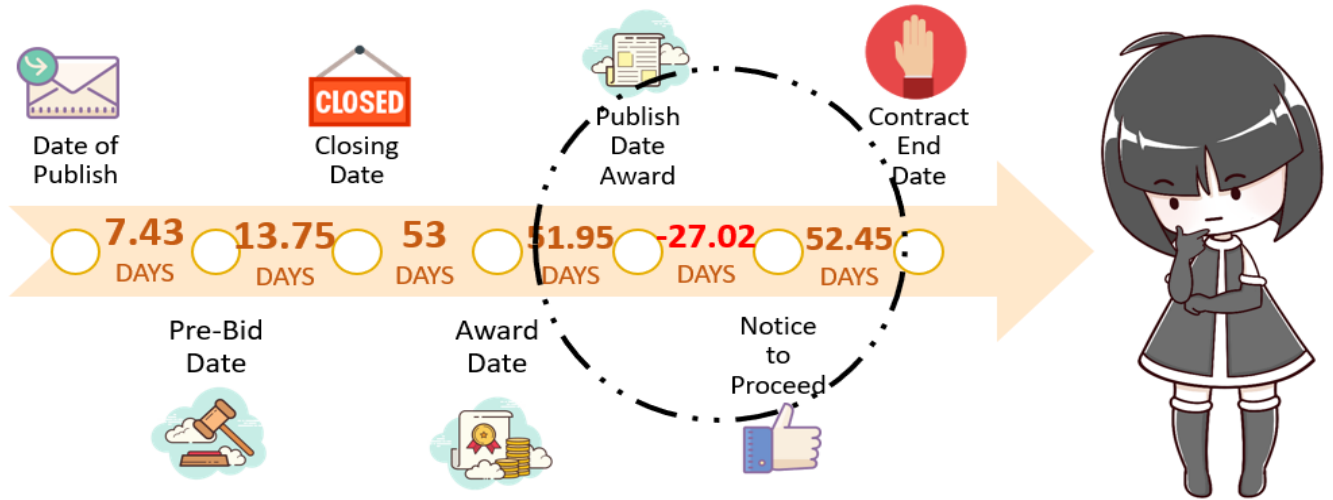 CLOSED
Date of
Publish
Closing
Date
Publish
Date
Award
Contract
End
Date
7.43
DAYS
13.75
DAYS
53
DAYS
51.95
DAYS
-27.02
DAYS
52.45
DAYS
Pre-Bid
Date
Award
Date
Notice
to
Proceed